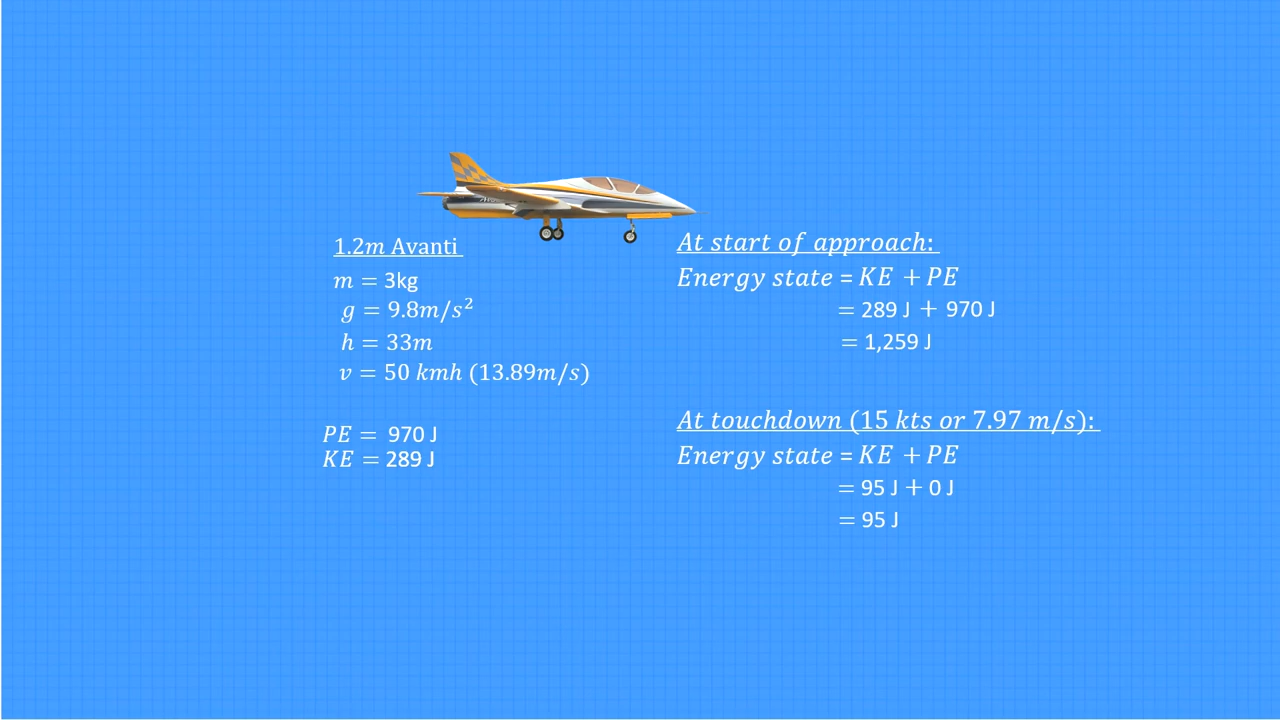 1.2m Avanti
m = 3kg
g = 9.8m/s²
h = 33m
v = 50 kmh (13.89m/s)
PE = 970 J
KE = 289 J
At start of approach:
Energy state = KE + PE
= 289 J + 970 J
= 1,259 J
At touchdown (15 kts or 7.97 m/s):
Energy state = KE + PE
= 95 J + 0 J
= 95 J